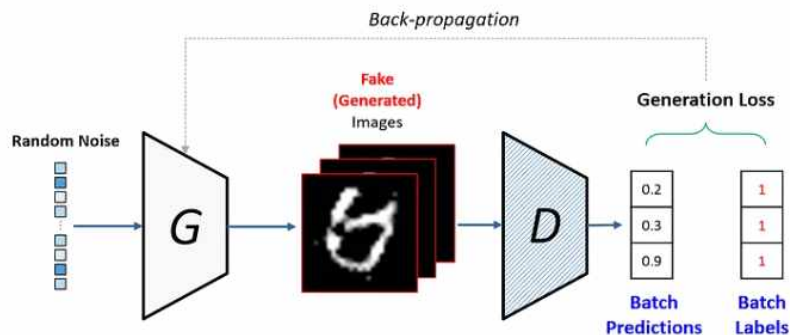 Back-propagation
Fake
(Generated)
Images
Generation Loss
Random Noise
G
D
0.2
0.3
0.9
1
1
1
Batch
Predictions
Batch
Labels